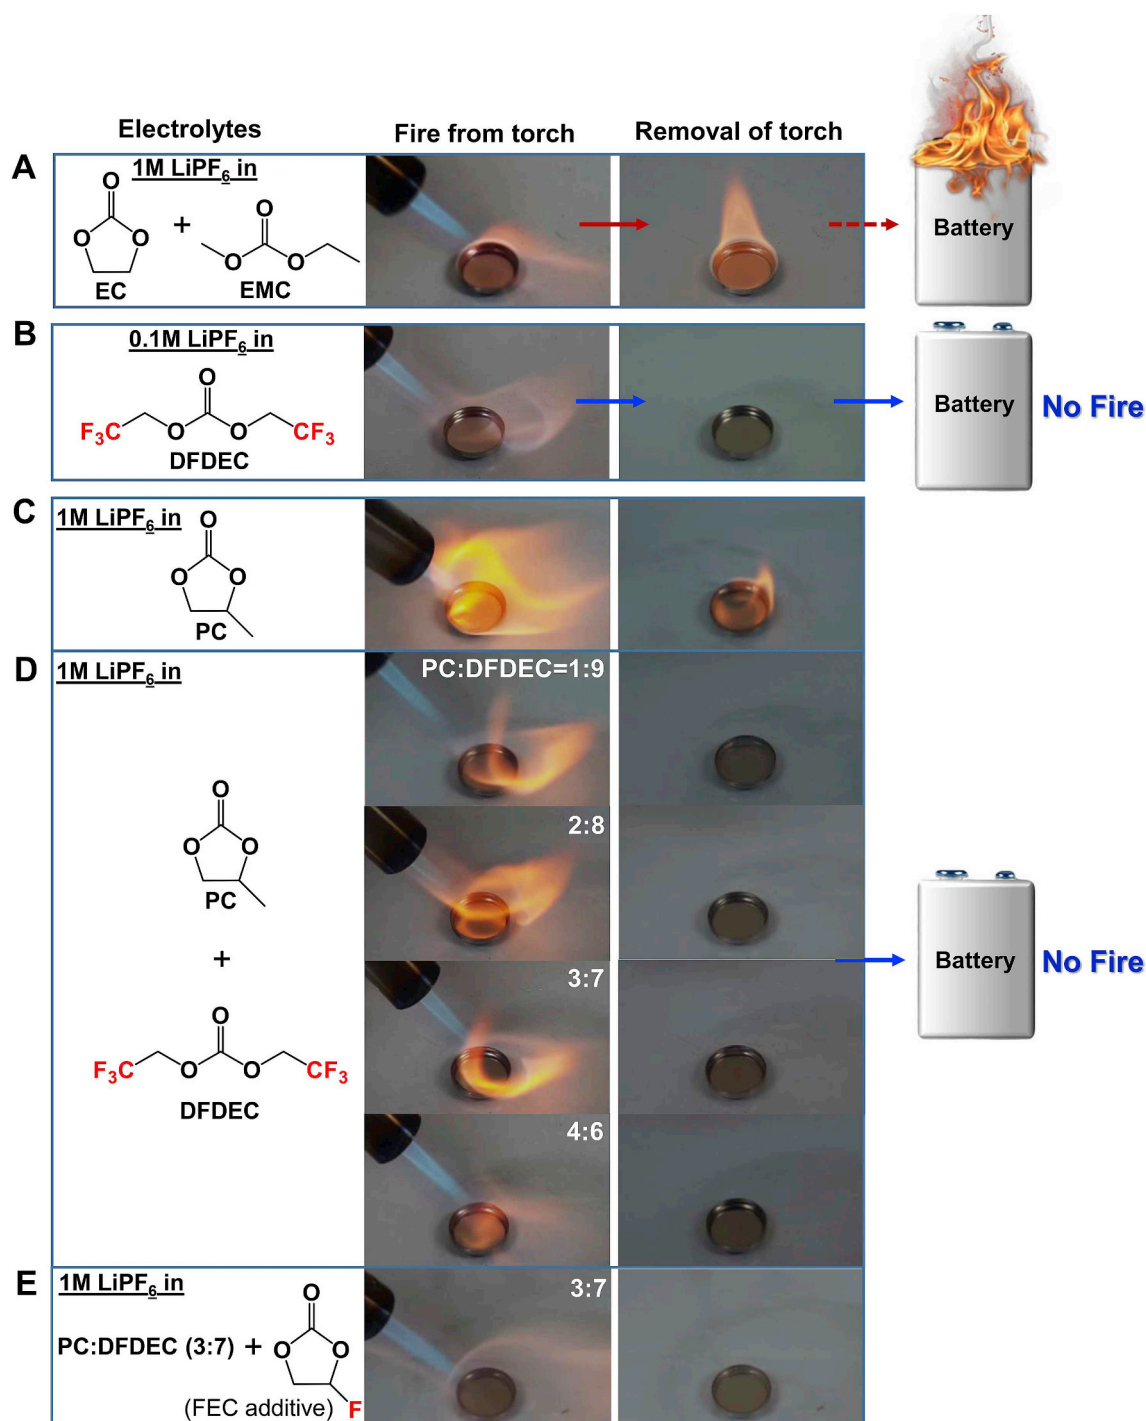 Electrolytes
Fire from torch
Removal of torch
A
1M LiPF6 in
O
O
O
+
O
O
O
EC
EMC
Battery
B
0.1M LiPF6 in
O
F3C
O
O
CF3
DFDEC
Battery
No Fire
C
1M LiPF6 in
O
O
O
PC
D
1M LiPF6 in
PC:DFDEC=1:9
O
O
O
PC
2:8
+
Battery
No Fire
3:7
O
F3C
O
O
CF3
DFDEC
4:6
E
1M LiPF6 in
3:7
O
PC:DFDEC (3:7) +
O
O
(FEC additive)
F